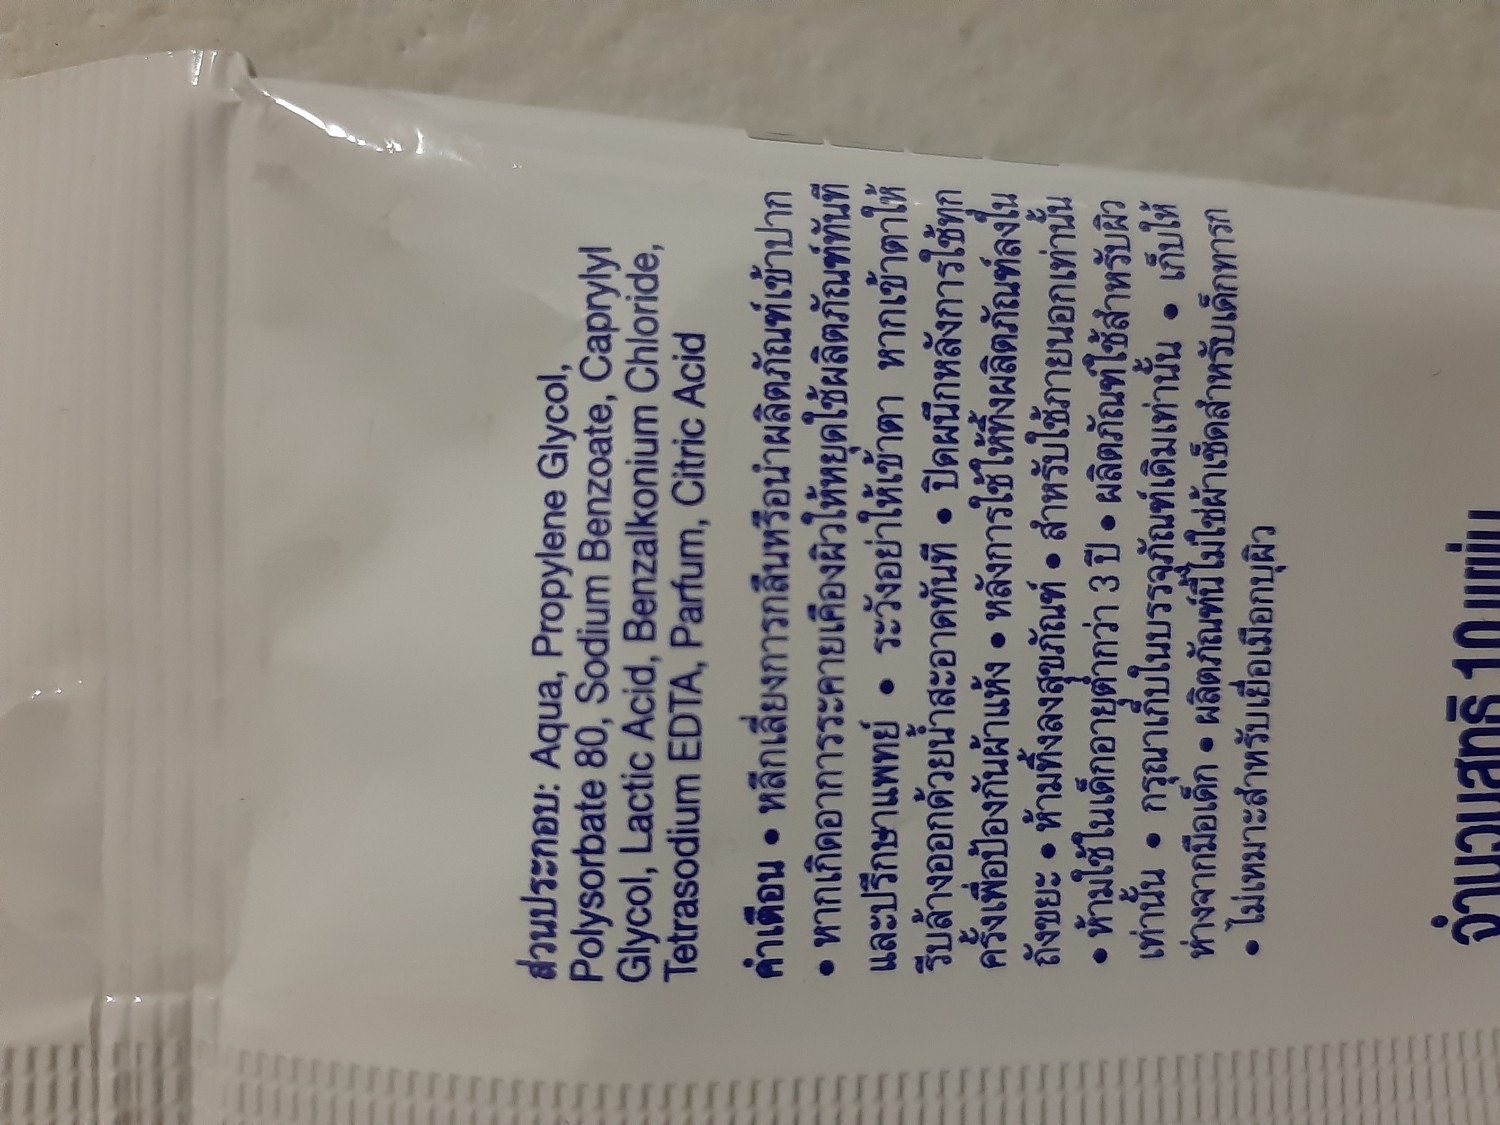 ส่วนประกอบ: Aqua, Propylene Glycol,
Polysorbate 80, Sodium Benzoate, Caprylyl
Glycol, Lactic Acid, Benzalkonium Chloride,
Tetrasodium EDTA, Parfum, Citric Acid
คำเตือน • หลีกเลี่ยงการกลืนหรือนำผลิตภัณฑ์เข้าปาก
• หากเกิดอาการระคายเคืองผิวให้หยุดใช้ผลิตภัณฑ์ทันที
และปรึกษาแพทย์ • ระวังอย่าให้เข้าตา หากเข้าตาให้
รีบล้างออกด้วยน้ำสะอาดทันที • ปิดผนึกหลังการใช้ทุก
ครั้งเพื่อป้องกันผ้าแห้ง • หลังการใช้ให้ทิ้งผลิตภัณฑ์ลงใน
ถังขยะ • ห้ามทิ้งลงสุขภัณฑ์ • สำหรับใช้ภายนอกเท่านั้น
• ห้ามใช้ในเด็กอายุต่ำกว่า 3 ปี • ผลิตภัณฑ์ใช้สำหรับผิว
เท่านั้น • กรุณาเก็บในบรรจุภัณฑ์เดิมเท่านั้น • เก็บให้
ห่างจากมือเด็ก • ผลิตภัณฑ์นี้ไม่ใช่ผ้าเช็ดสำหรับเด็กทารก
• ไม่เหมาะสำหรับเยื่อเมือกบุผิว
จำนวนสุทธิ 10 แผ่น